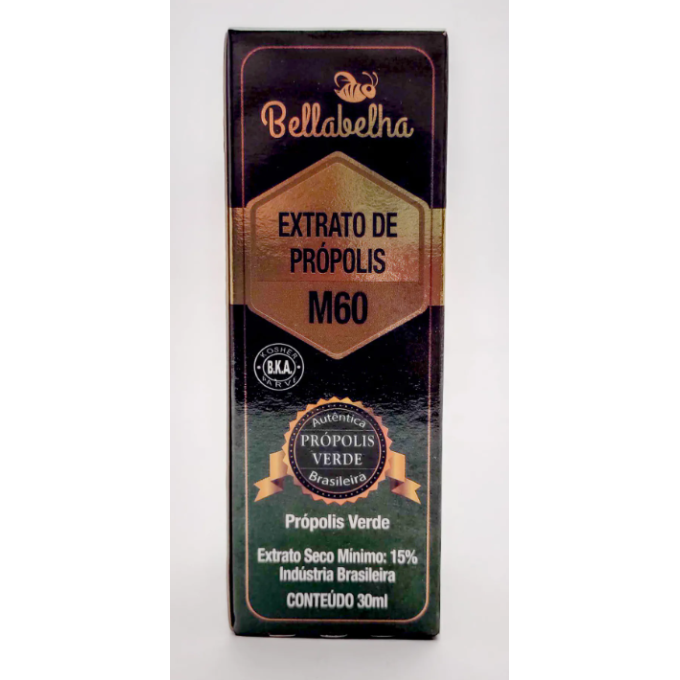 Bellabelha
EXTRATO DE
PRÓPOLIS
M60
KOSHER
B.K.A.
PARVE
Autêntica
PRÓPOLIS
VERDE
Brasileira
Própolis Verde
Extrato Seco Mínimo: 15%
Indústria Brasileira
CONTEÚDO 30ml